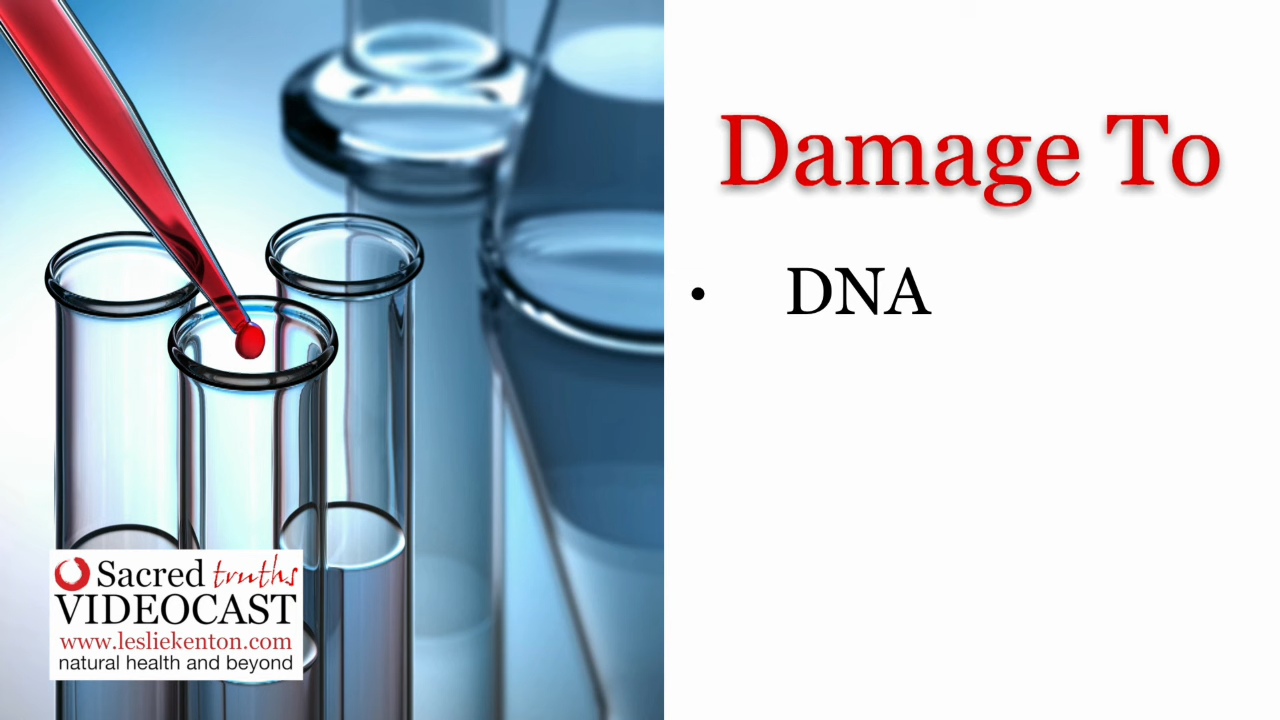 Damage To
• DNA
Sacred truths
VIDEOCAST
www.lesliekenton.com
natural health and beyond